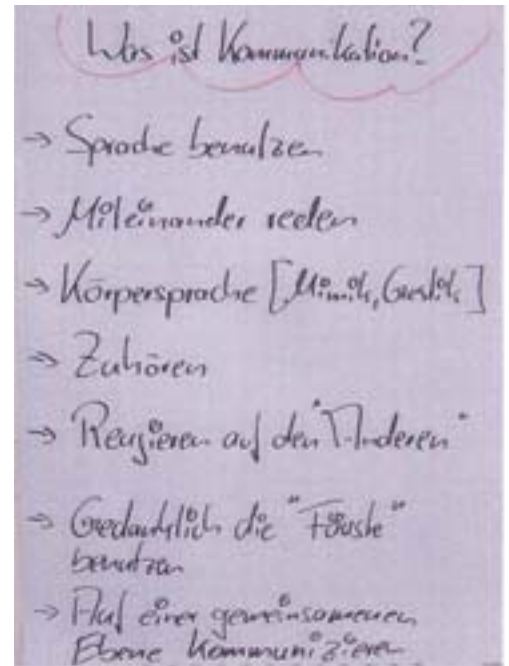 Was ist Kommunikation?
→ Sprache benutzen
→ Miteinander reden
→ Körpersprache [Mimik, Gestik]
→ Zuhören
→ Reagieren auf den "Anderen"
→ Gedanklich die "Fäuste"
benutzen
→ Auf einer gemeinsamenen
Ebene Kommunizieren